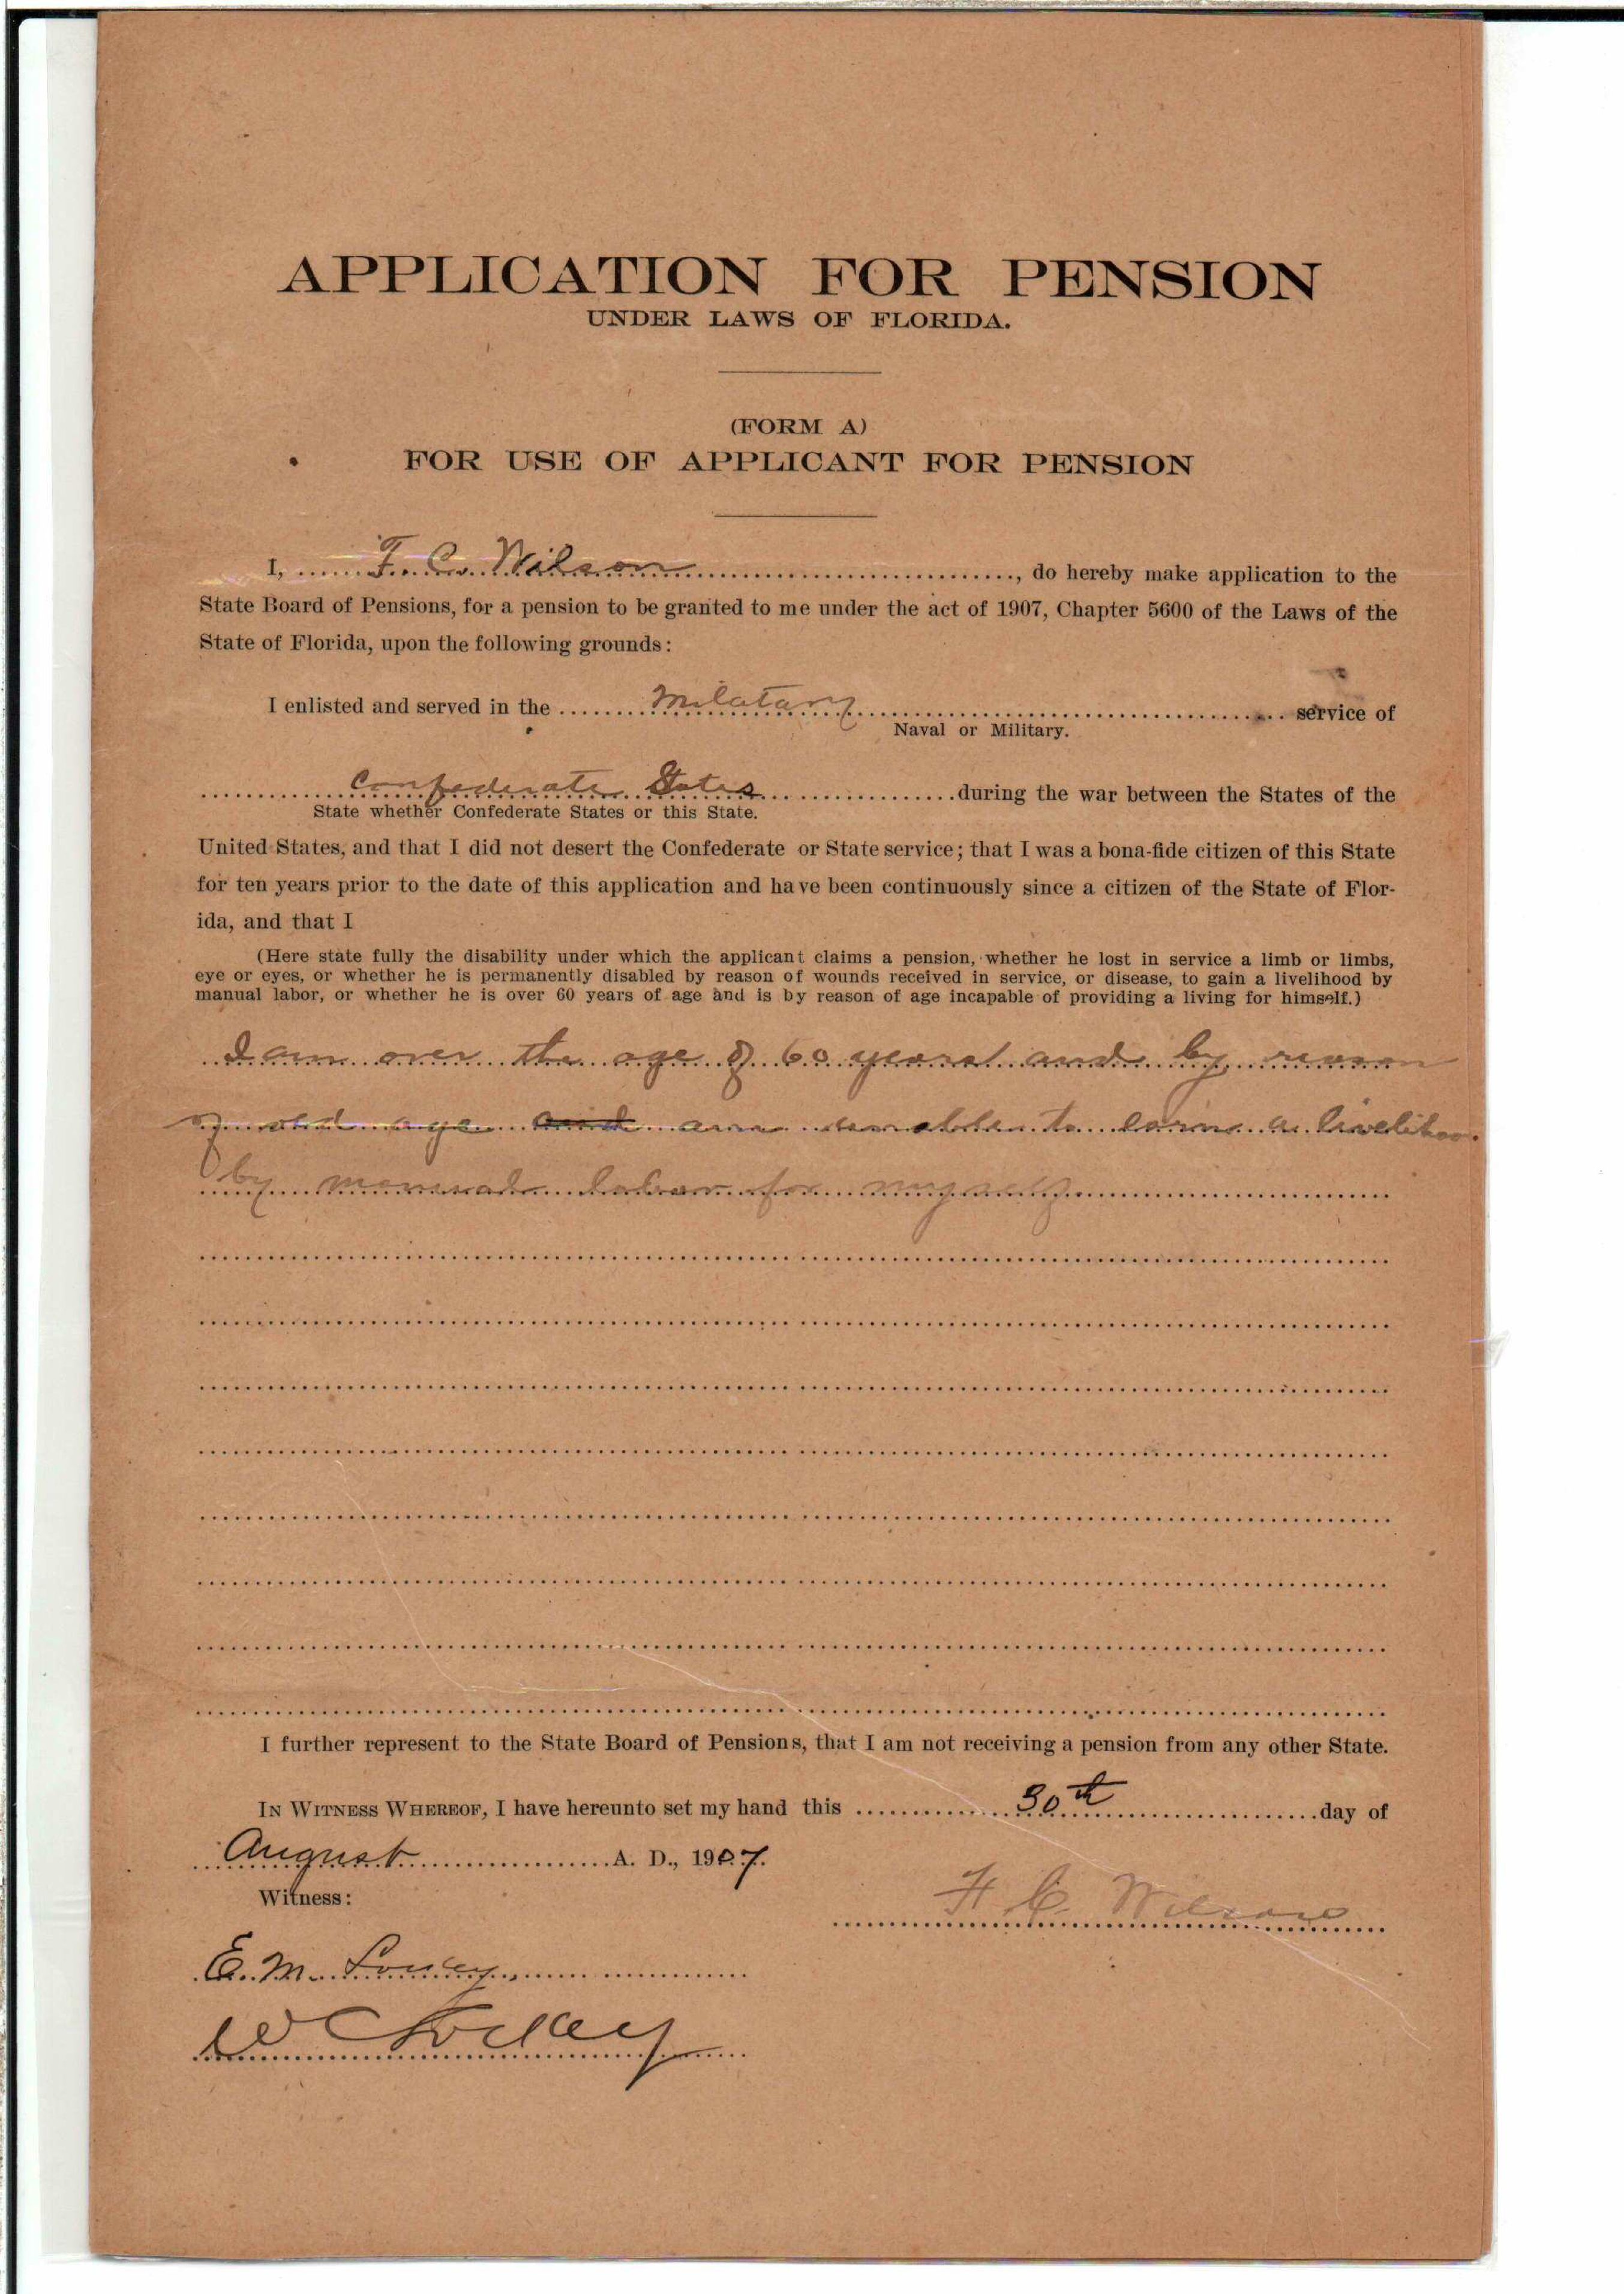 APPLICATION FOR PENSION
UNDER LAWS OF FLORIDA.
(FORM A)
FOR USE OF APPLICANT FOR PENSION
I, F. C. Wilson, do hereby make application to the
State Board of Pensions, for a pension to be granted to me under the act of 1907, Chapter 5600 of the Laws of the
State of Florida, upon the following grounds:
I enlisted and served in the Milatary service of
Naval or Military.
Confederate States during the war between the States of the
State whether Confederate States or this State.
United States, and that I did not desert the Confederate or State service; that I was a bona-fide citizen of this State
for ten years prior to the date of this application and have been continuously since a citizen of the State of Flor-
ida, and that I
(Here state fully the disability under which the applicant claims a pension, whether he lost in service a limb or limbs,
eye or eyes, or whether he is permanently disabled by reason of wounds received in service, or disease, to gain a livelihood by
manual labor, or whether he is over 60 years of age and is by reason of age incapable of providing a living for himself.)
I am over the age of 60 years and by reason
of old age and am unable to earn a livelihoo
by manual labor for myself
I further represent to the State Board of Pensions, that I am not receiving a pension from any other State.
IN WITNESS WHEREOF, I have hereunto set my hand this 30th day of
August A. D., 1907.
Witness:
F C. Wilson
E. M.
W